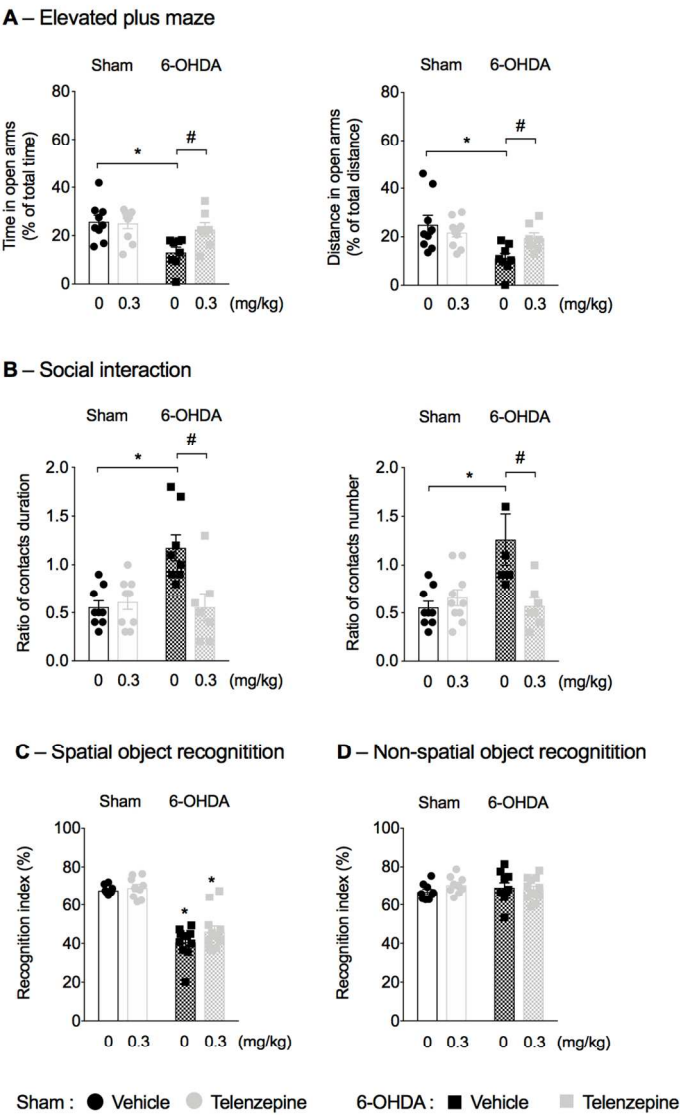 A – Elevated plus maze
Sham 6-OHDA
Time in open arms
(% of total time)
80
60
40
20
0
*
#
0 0.3 0 0.3 (mg/kg)
Sham 6-OHDA
Distance in open arms
(% of total distance)
80
60
40
20
0
*
#
0 0.3 0 0.3 (mg/kg)
B – Social interaction
Sham 6-OHDA
Ratio of contacts duration
2.0
1.5
1.0
0.5
0.0
*
#
0 0.3 0 0.3 (mg/kg)
Sham 6-OHDA
Ratio of contacts number
2.0
1.5
1.0
0.5
0.0
*
#
0 0.3 0 0.3 (mg/kg)
C – Spatial object recognitition
Sham 6-OHDA
Recognition index (%)
100
80
60
40
20
0
*
*
0 0.3 0 0.3 (mg/kg)
D – Non-spatial object recognitition
Sham 6-OHDA
Recognition index (%)
100
80
60
40
20
0
0 0.3 0 0.3 (mg/kg)
Sham : Vehicle Telenzepine 6-OHDA : Vehicle Telenzepine